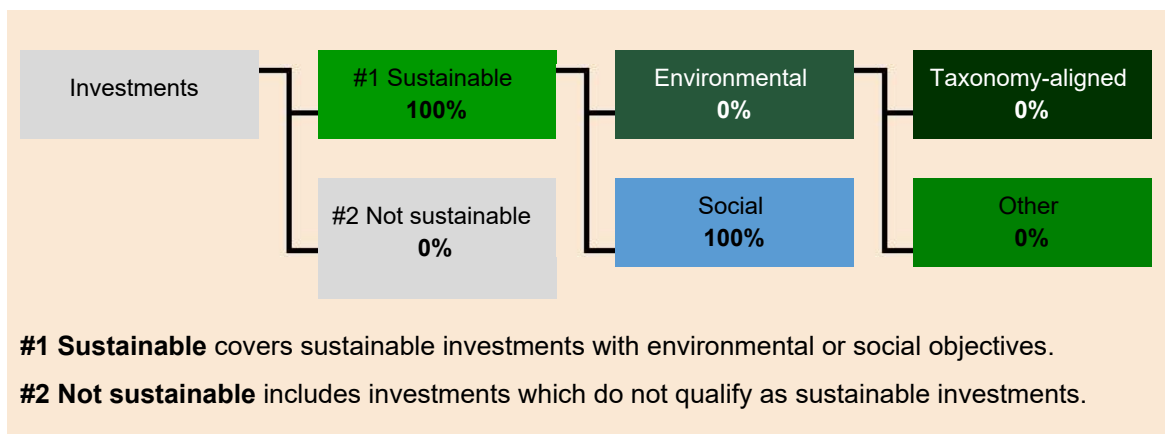 Investments
#1 Sustainable
100%
Environmental
0%
Taxonomy-aligned
0%
#2 Not sustainable
0%
Social
100%
Other
0%
#1 Sustainable covers sustainable investments with environmental or social objectives.
#2 Not sustainable includes investments which do not qualify as sustainable investments.